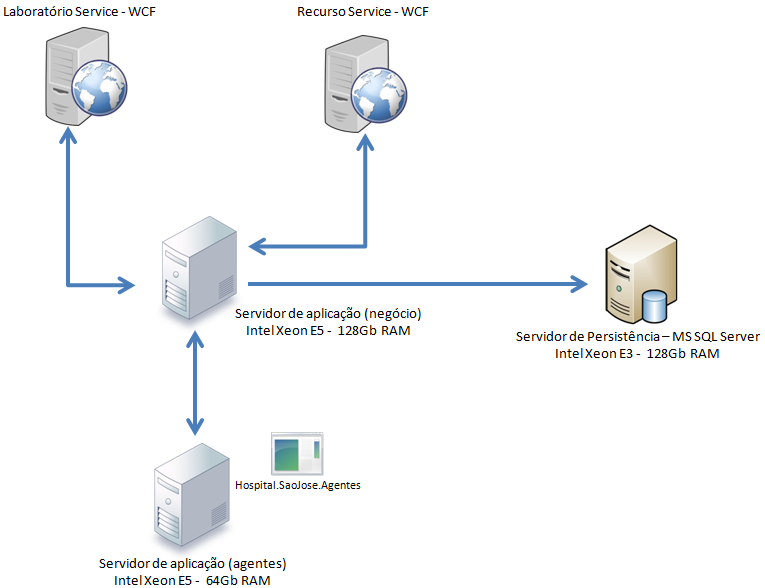 Laboratório Service - WCF
Recurso Service - WCF
Servidor de aplicação (negócio)
Intel Xeon E5 - 128Gb RAM
Servidor de Persistência – MS SQL Server
Intel Xeon E3 - 128Gb RAM
Hospital.SaoJose.Agentes
Servidor de aplicação (agentes)
Intel Xeon E5 - 64Gb RAM